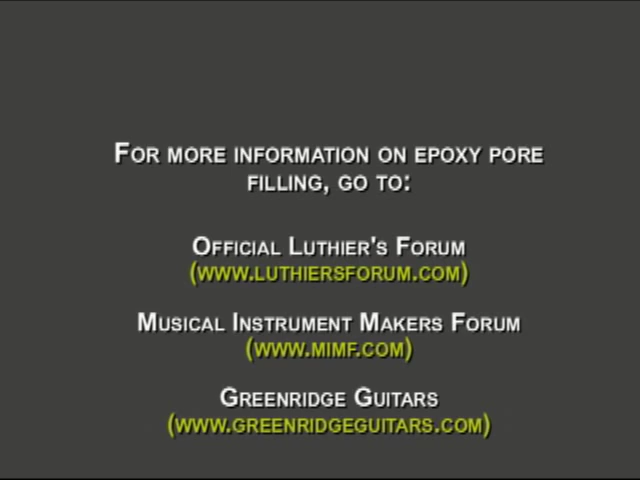 For more information on epoxy pore
filling, go to:
Official Luthier's Forum
(www.luthiersforum.com)
Musical Instrument Makers Forum
(www.mimf.com)
Greenridge Guitars
(www.greenridgeguitars.com)